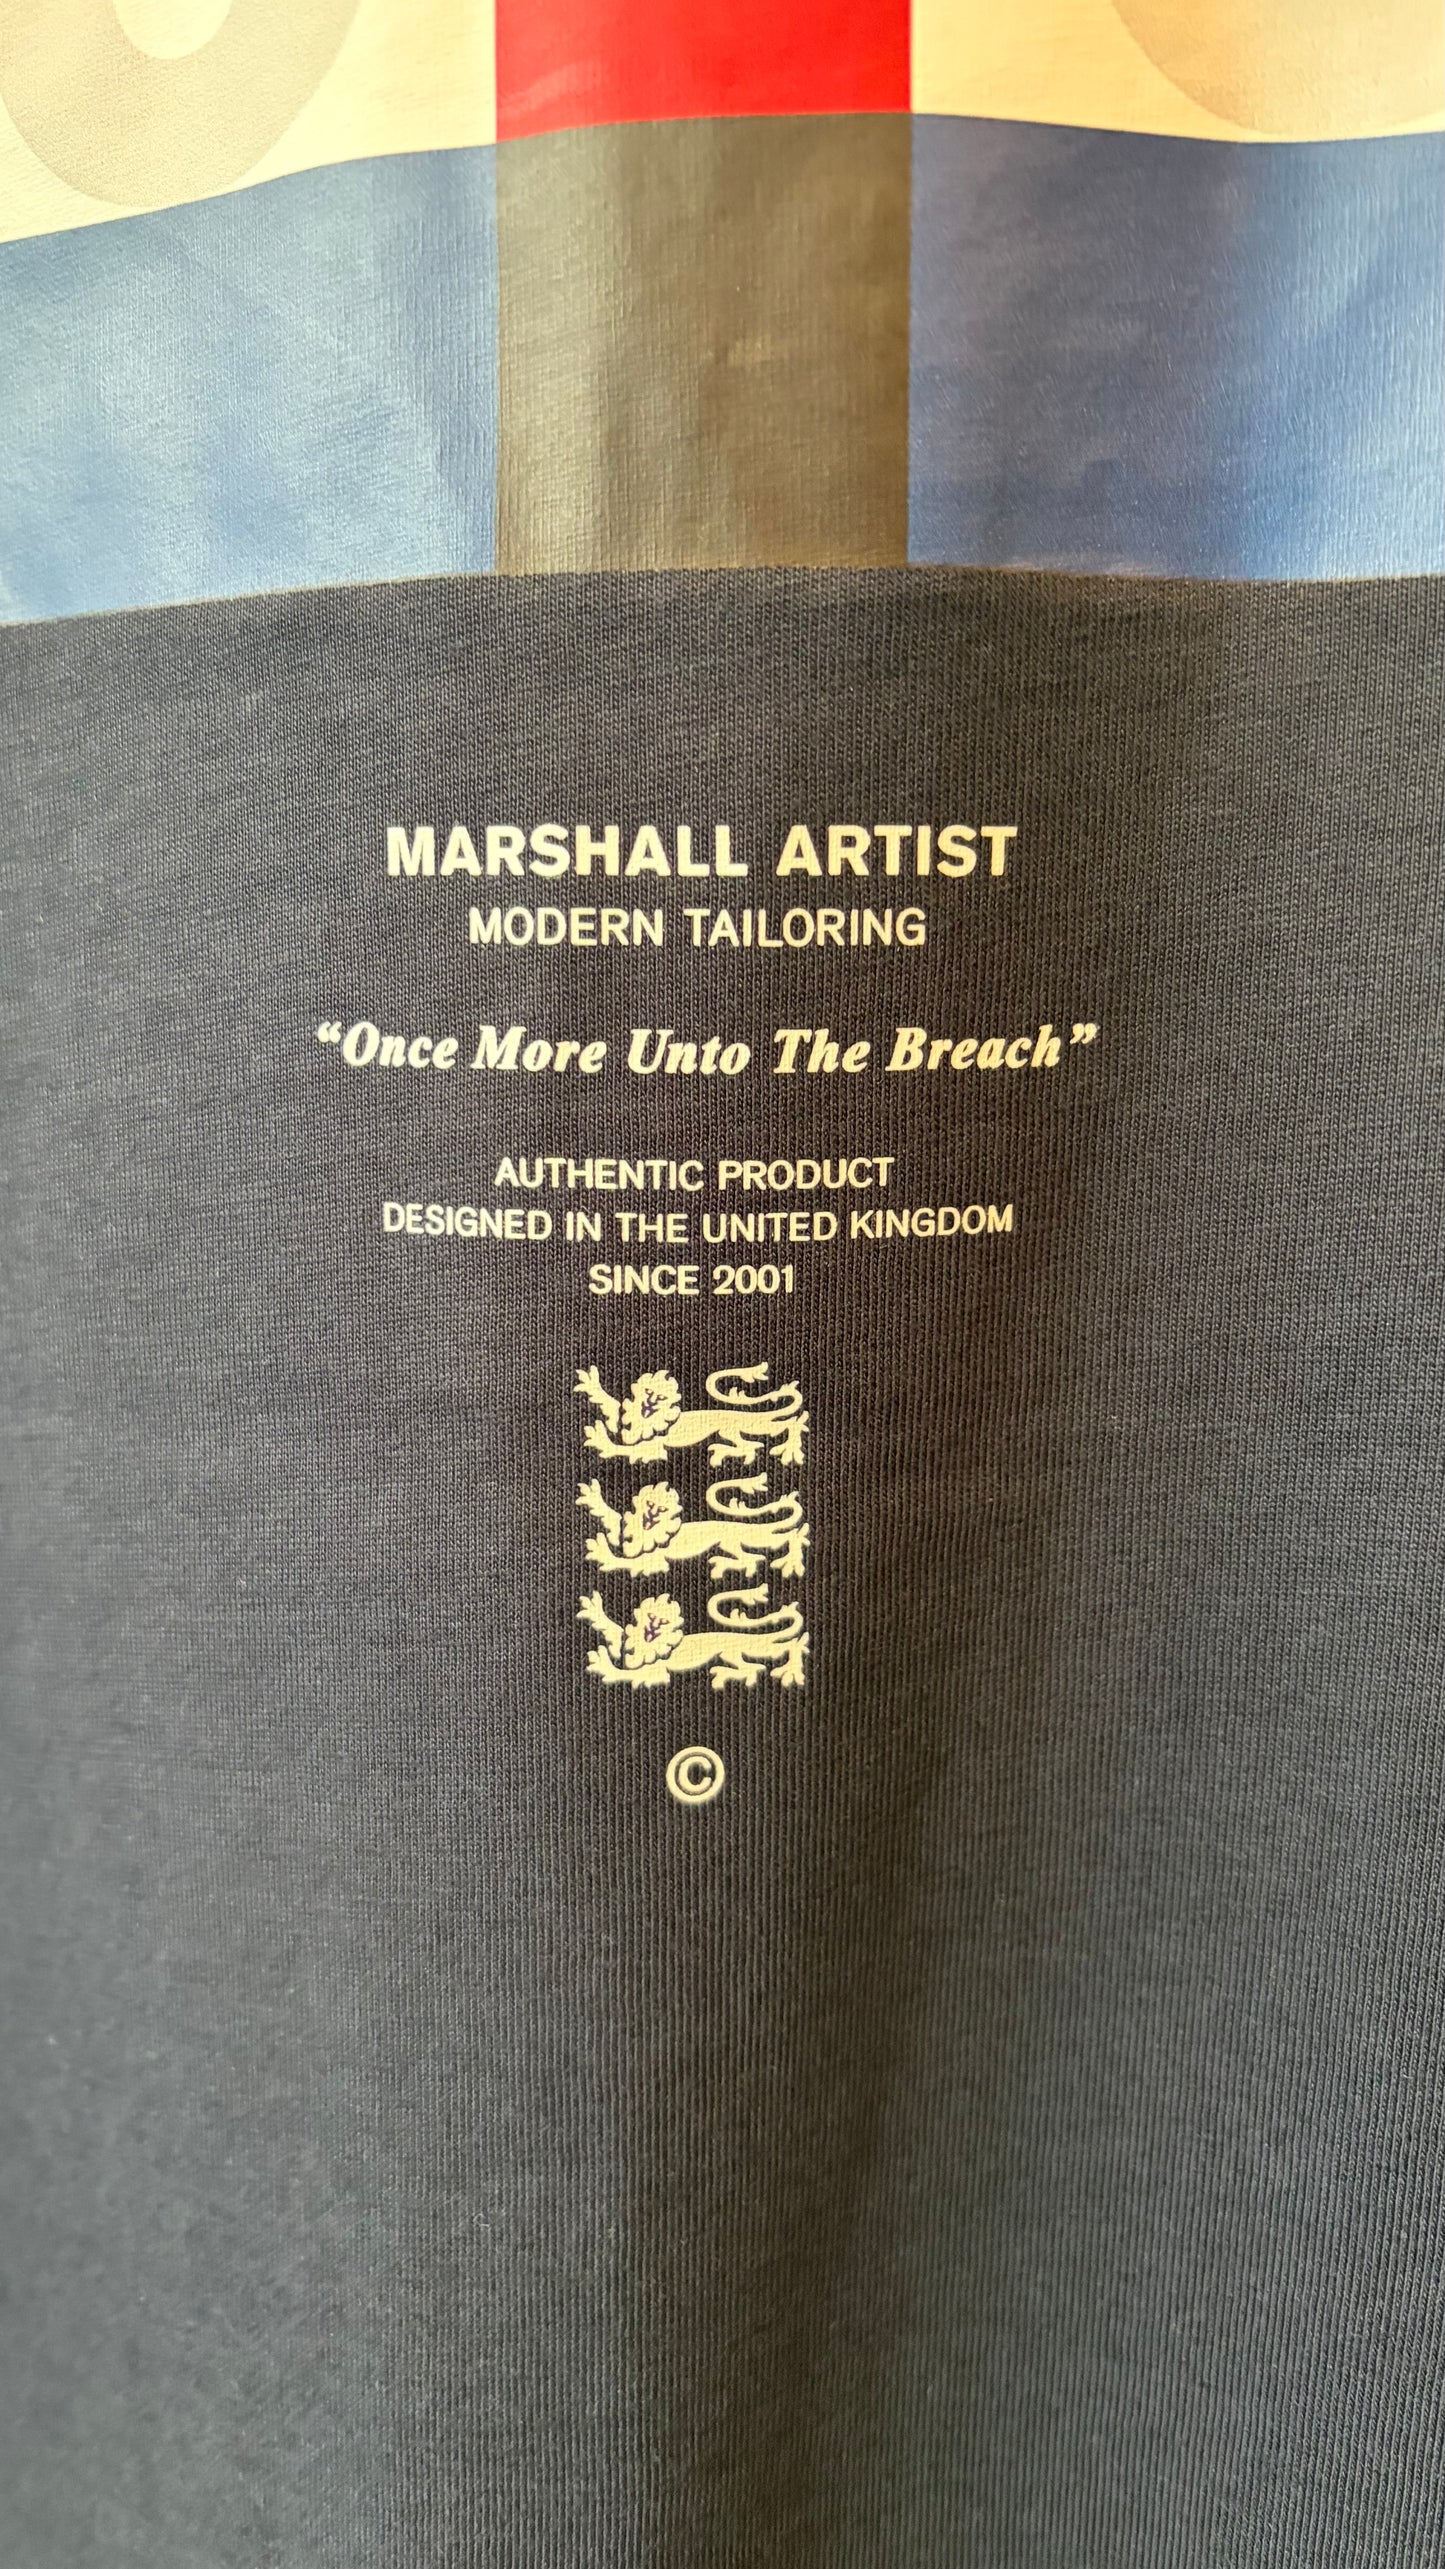 MARSHALL ARTIST
MODERN TAILORING
“Once More Unto The Breach”
AUTHENTIC PRODUCT
DESIGNED IN THE UNITED KINGDOM
SINCE 2001
©